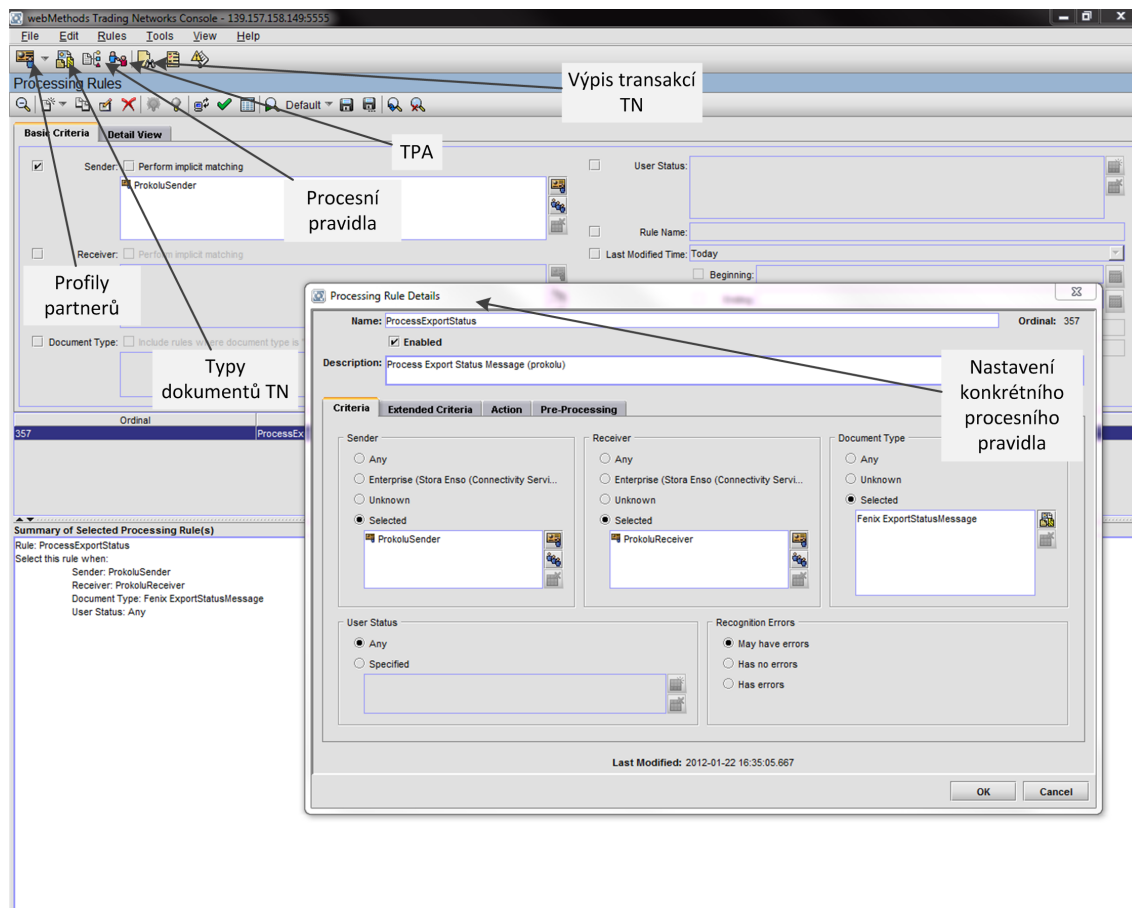 webMethods Trading Networks Console - 139.157.158.149:5555
File Edit Rules Tools View Help
Processing Rules
Default
Výpis transakcí
TN
TPA
Procesní
pravidla
Profily
partnerů
Typy
dokumentů TN
Basic Criteria Detail View
Sender: Perform implicit matching
ProkoluSender
User Status:
Rule Name:
Receiver: Perform implicit matching
Last Modified Time: Today
Beginning:
Document Type: Include rules where document type is
Ordinal
357 ProcessEx
Summary of Selected Processing Rule(s)
Rule: ProcessExportStatus
Select this rule when:
Sender: ProkoluSender
Receiver: ProkoluReceiver
Document Type: Fenix ExportStatusMessage
User Status: Any
Processing Rule Details
Name: ProcessExportStatus Ordinal: 357
Enabled
Description: Process Export Status Message (prokolu)
Nastavení
konkrétního
procesního
pravidla
Criteria Extended Criteria Action Pre-Processing
Sender
Any
Enterprise (Stora Enso (Connectivity Servi...
Unknown
Selected
ProkoluSender
Receiver
Any
Enterprise (Stora Enso (Connectivity Servi...
Unknown
Selected
ProkoluReceiver
Document Type
Any
Unknown
Selected
Fenix ExportStatusMessage
User Status
Any
Specified
Recognition Errors
May have errors
Has no errors
Has errors
Last Modified: 2012-01-22 16:35:05.667
OK Cancel